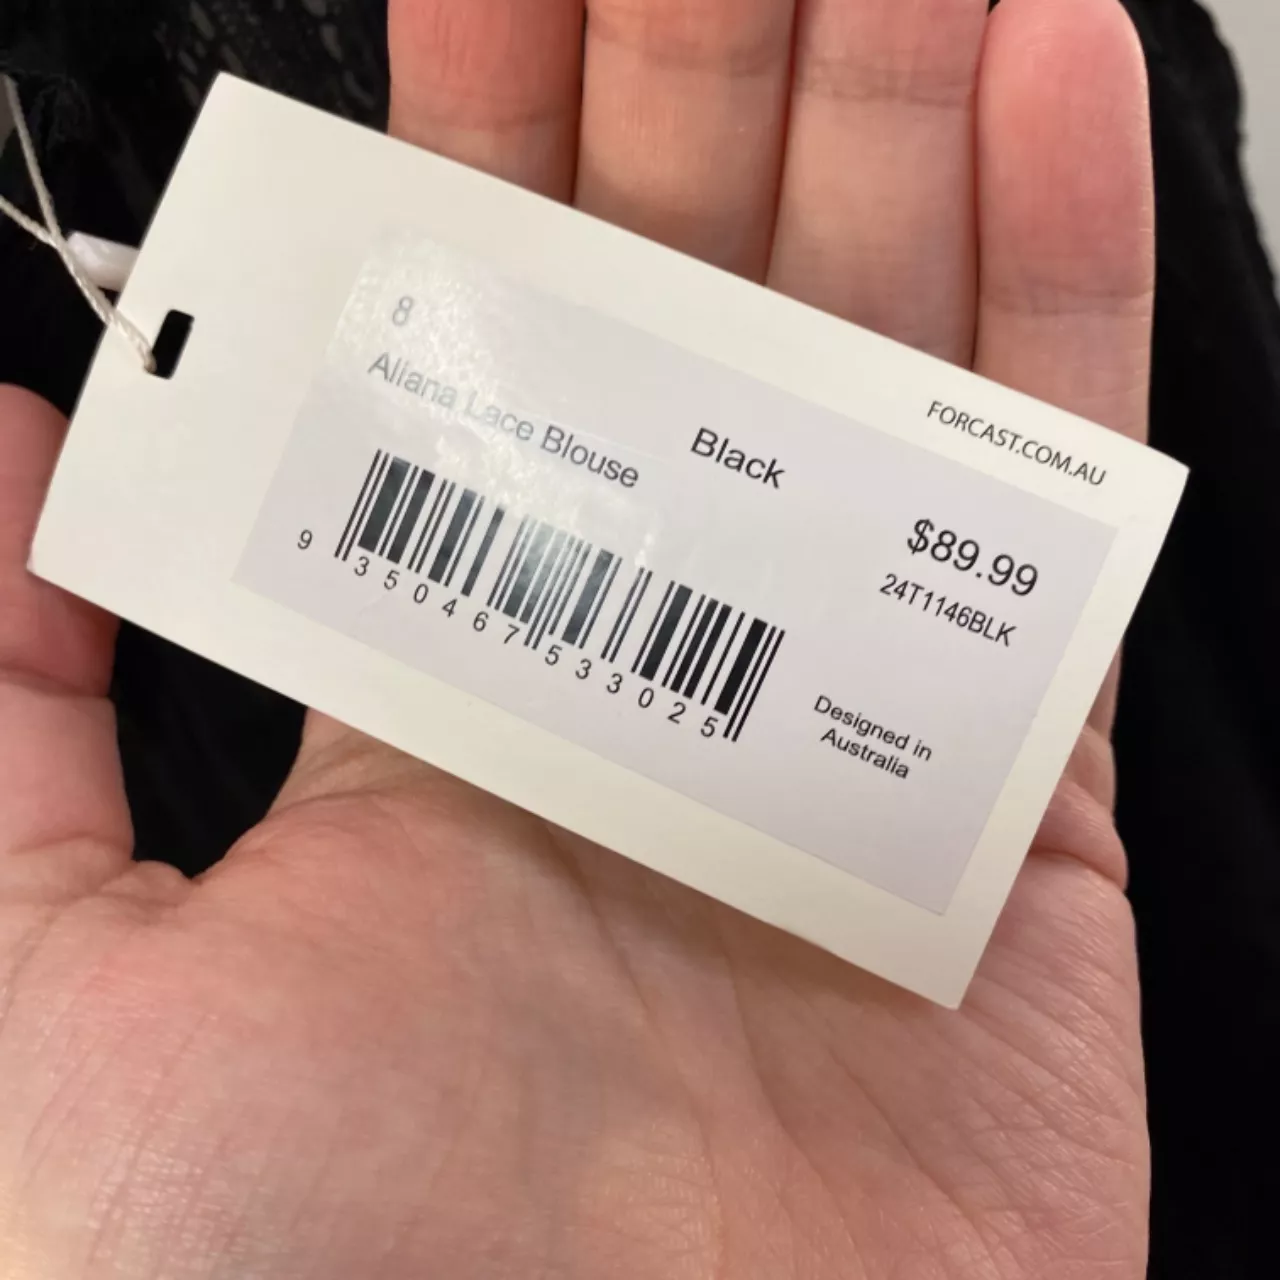 FORCAST.COM.AU
8
Aliana Lace Blouse
Black
$89.99
24T1146BLK
9 350467 533025
Designed in
Australia